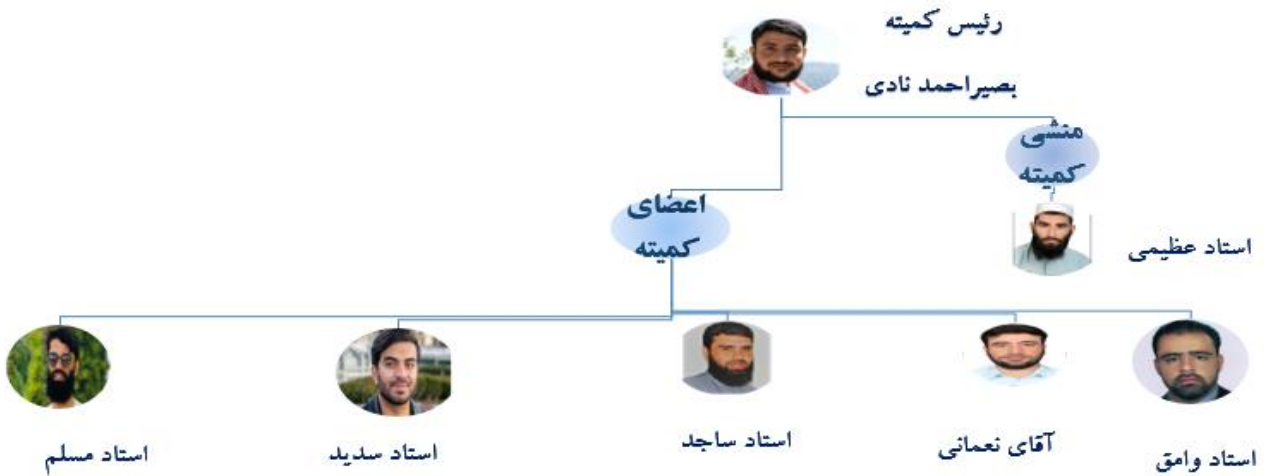 رئیس کمیته
بصیراحمد نادی
منشی
کمیته
استاد عظیمی
اعضای
کمیته
استاد وامق
آقای نعمانی
استاد ساجد
استاد سدید
استاد مسلم